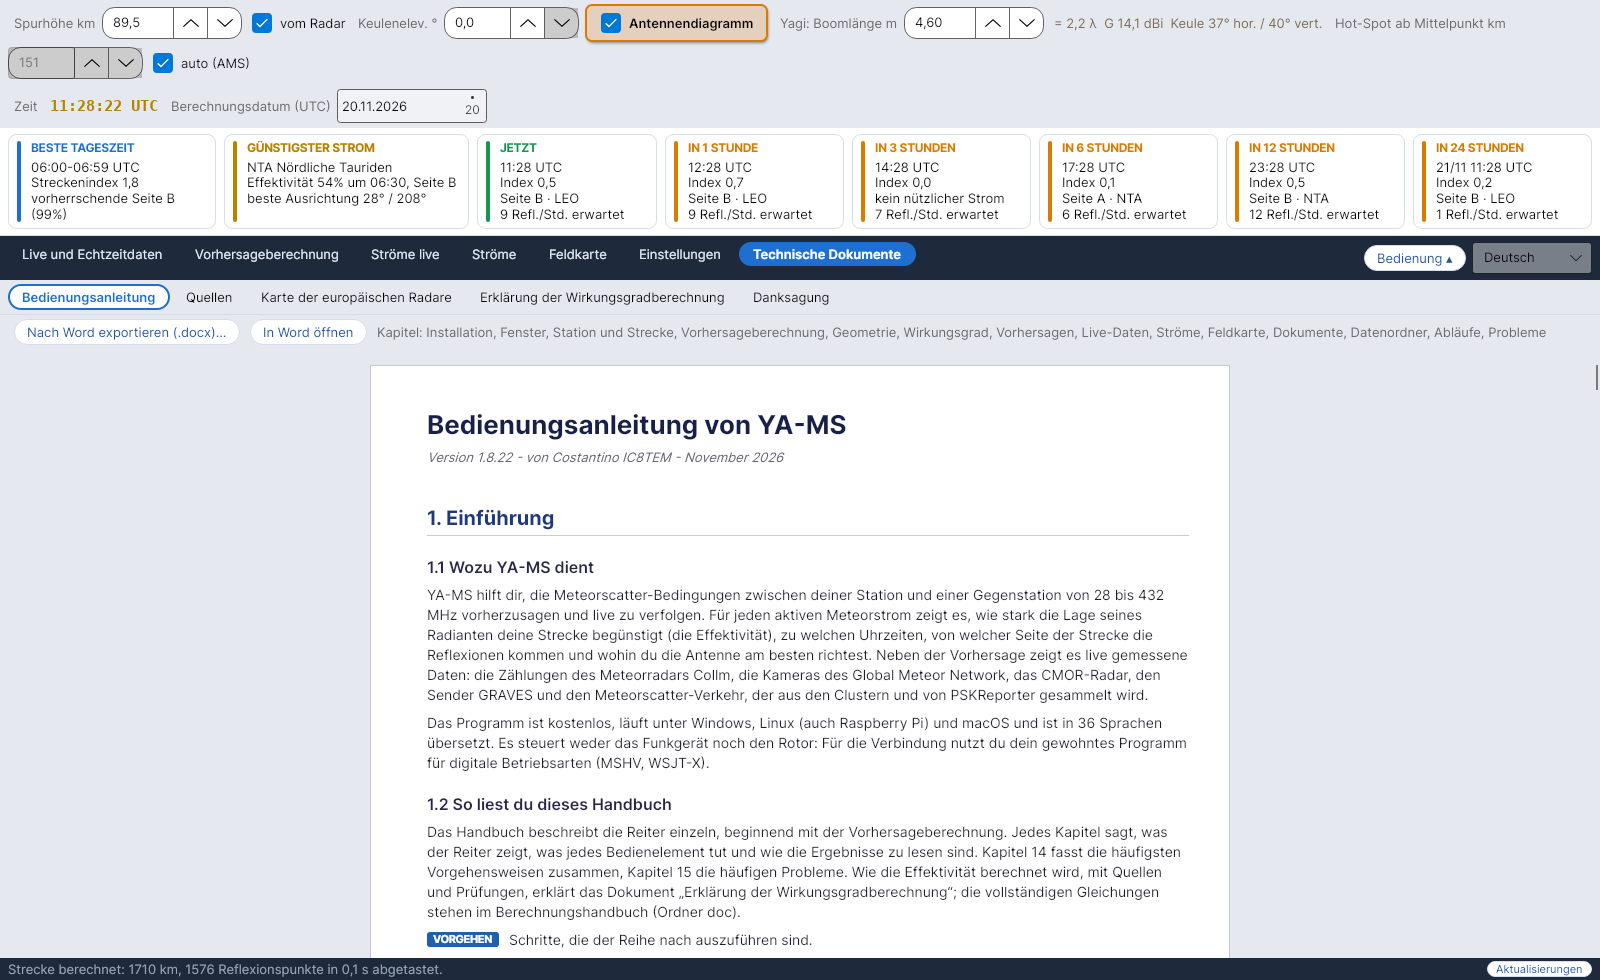 Spurhöhe km 89,5 vom Radar Keulenelev. ° 0,0 Antennendiagramm Yagi: Boomlänge m 4,60 = 2,2 λ G 14,1 dBi Keule 37° hor. / 40° vert. Hot-Spot ab Mittelpunkt km
151 auto (AMS)
Zeit 11:28:22 UTC Berechnungsdatum (UTC) 20.11.2026 20
BESTE TAGESZEIT
06:00-06:59 UTC
Streckenindex 1,8
vorherrschende Seite B
(99%)
GÜNSTIGSTER STROM
NTA Nördliche Tauriden
Effektivität 54% um 06:30, Seite B
beste Ausrichtung 28° / 208°
JETZT
11:28 UTC
Index 0,5
Seite B · LEO
9 Refl./Std. erwartet
IN 1 STUNDE
12:28 UTC
Index 0,7
Seite B · LEO
9 Refl./Std. erwartet
IN 3 STUNDEN
14:28 UTC
Index 0,0
kein nützlicher Strom
7 Refl./Std. erwartet
IN 6 STUNDEN
17:28 UTC
Index 0,1
Seite A · NTA
6 Refl./Std. erwartet
IN 12 STUNDEN
23:28 UTC
Index 0,5
Seite B · NTA
12 Refl./Std. erwartet
IN 24 STUNDEN
21/11 11:28 UTC
Index 0,2
Seite B · LEO
1 Refl./Std. erwartet
Live und Echtzeitdaten Vorhersageberechnung Ströme live Ströme Feldkarte Einstellungen Technische Dokumente Bedienung ▴ Deutsch
Bedienungsanleitung Quellen Karte der europäischen Radare Erklärung der Wirkungsgradberechnung Danksagung
Nach Word exportieren (.docx)... In Word öffnen Kapitel: Installation, Fenster, Station und Strecke, Vorhersageberechnung, Geometrie, Wirkungsgrad, Vorhersagen, Live-Daten, Ströme, Feldkarte, Dokumente, Datenordner, Abläufe, Probleme
Bedienungsanleitung von YA-MS
Version 1.8.22 - von Costantino IC8TEM - November 2026
1. Einführung
1.1 Wozu YA-MS dient
YA-MS hilft dir, die Meteorscatter-Bedingungen zwischen deiner Station und einer Gegenstation von 28 bis 432
MHz vorherzusagen und live zu verfolgen. Für jeden aktiven Meteorstrom zeigt es, wie stark die Lage seines
Radianten deine Strecke begünstigt (die Effektivität), zu welchen Uhrzeiten, von welcher Seite der Strecke die
Reflexionen kommen und wohin du die Antenne am besten richtest. Neben der Vorhersage zeigt es live gemessene
Daten: die Zählungen des Meteorradars Collm, die Kameras des Global Meteor Network, das CMOR-Radar, den
Sender GRAVES und den Meteorscatter-Verkehr, der aus den Clustern und von PSKReporter gesammelt wird.
Das Programm ist kostenlos, läuft unter Windows, Linux (auch Raspberry Pi) und macOS und ist in 36 Sprachen
übersetzt. Es steuert weder das Funkgerät noch den Rotor: Für die Verbindung nutzt du dein gewohntes Programm
für digitale Betriebsarten (MSHV, WSJT-X).
1.2 So liest du dieses Handbuch
Das Handbuch beschreibt die Reiter einzeln, beginnend mit der Vorhersageberechnung. Jedes Kapitel sagt, was
der Reiter zeigt, was jedes Bedienelement tut und wie die Ergebnisse zu lesen sind. Kapitel 14 fasst die häufigsten
Vorgehensweisen zusammen, Kapitel 15 die häufigen Probleme. Wie die Effektivität berechnet wird, mit Quellen
und Prüfungen, erklärt das Dokument „Erklärung der Wirkungsgradberechnung“; die vollständigen Gleichungen
stehen im Berechnungshandbuch (Ordner doc).
VORGEHEN Schritte, die der Reihe nach auszuführen sind.
Strecke berechnet: 1710 km, 1576 Reflexionspunkte in 0,1 s abgetastet. Aktualisierungen